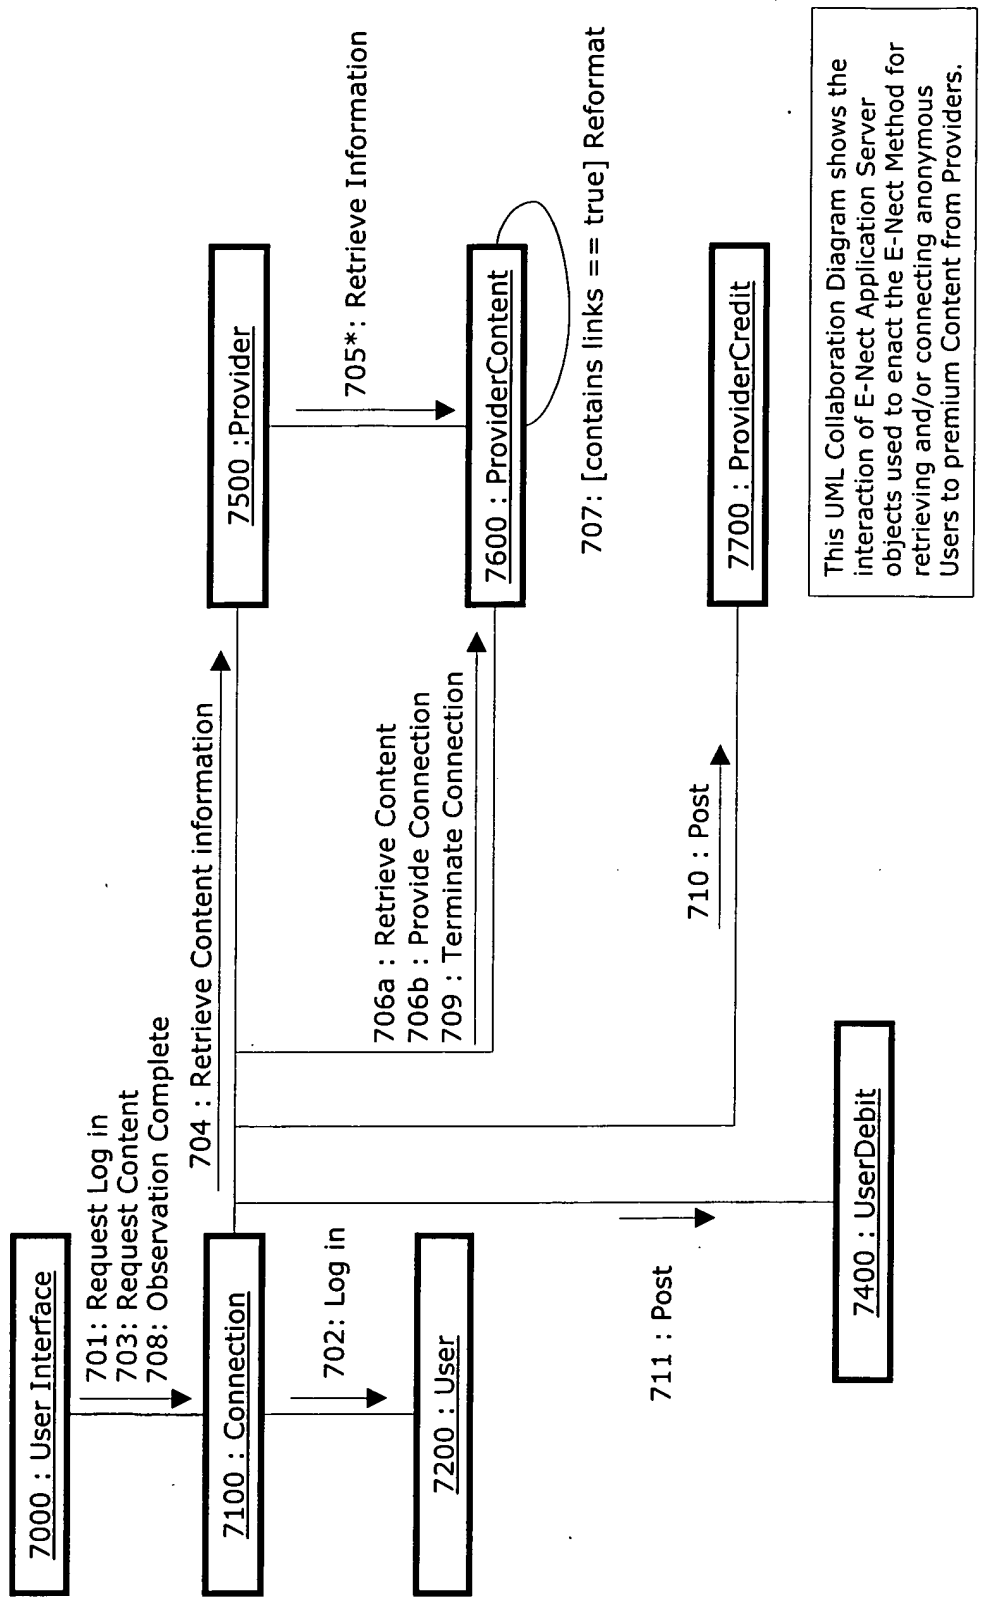 7000 : User Interface
701: Request Log in
703: Request Content
708: Observation Complete
7100 : Connection
704 : Retrieve Content information
7500 :Provider
702: Log in
705*: Retrieve Information
7200 : User
706a : Retrieve Content
706b : Provide Connection
709 : Terminate Connection
7600 : ProviderContent
707: [contains links == true] Reformat
711 : Post
710 : Post
7700 : ProviderCredit
7400 : UserDebit
This UML Collaboration Diagram shows the
interaction of E-Nect Application Server
objects used to enact the E-Nect Method for
retrieving and/or connecting anonymous
Users to premium Content from Providers.